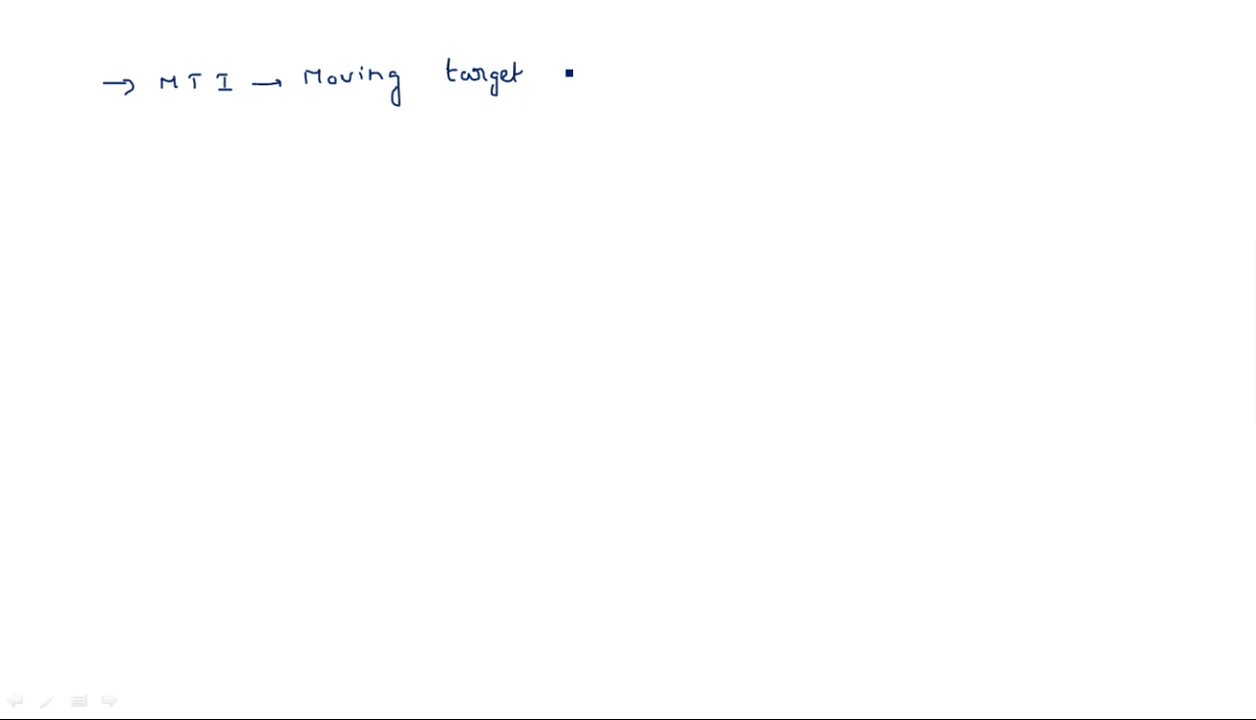 → MTI → Moving target